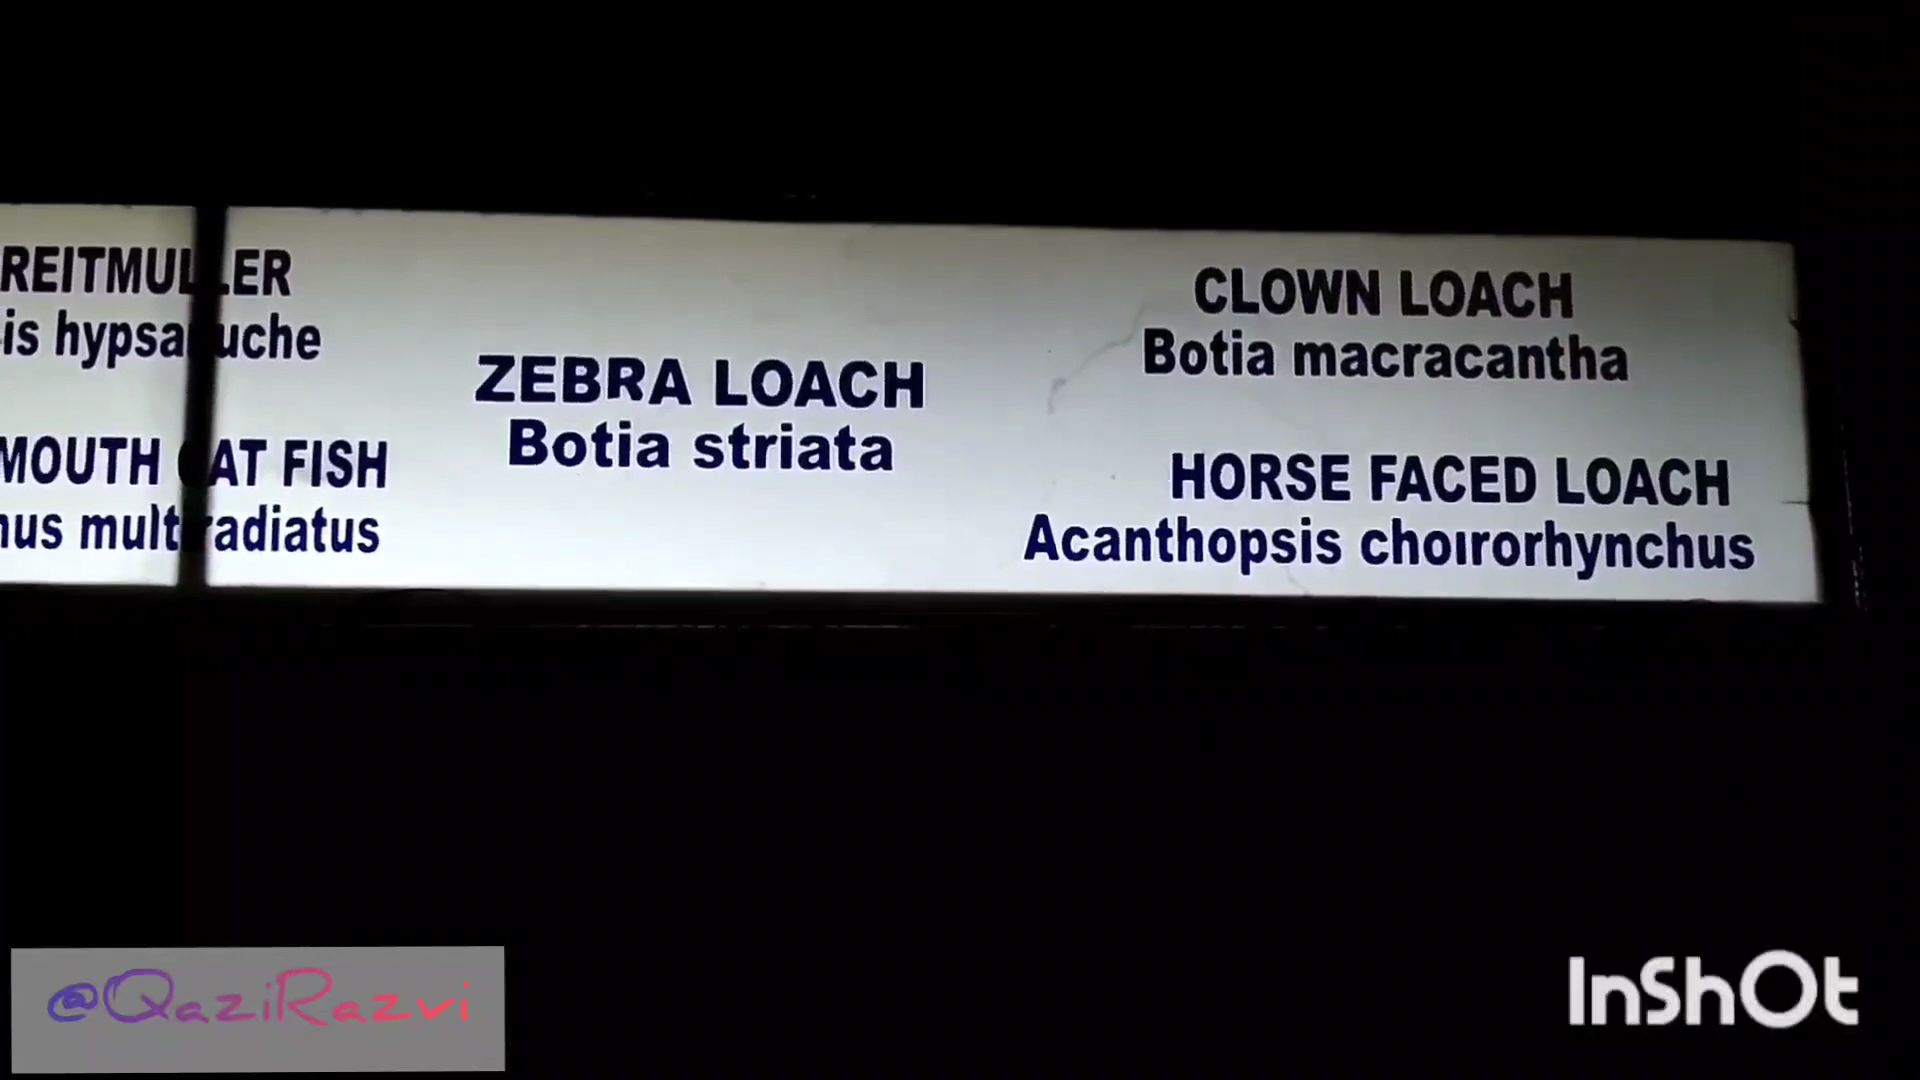 REITMULLER
is hypsauche
MOUTH CAT FISH
nus multiradiatus
ZEBRA LOACH
Botia striata
CLOWN LOACH
Botia macracantha
HORSE FACED LOACH
Acanthopsis choirorhynchus
@QaziRazvi
InShOt